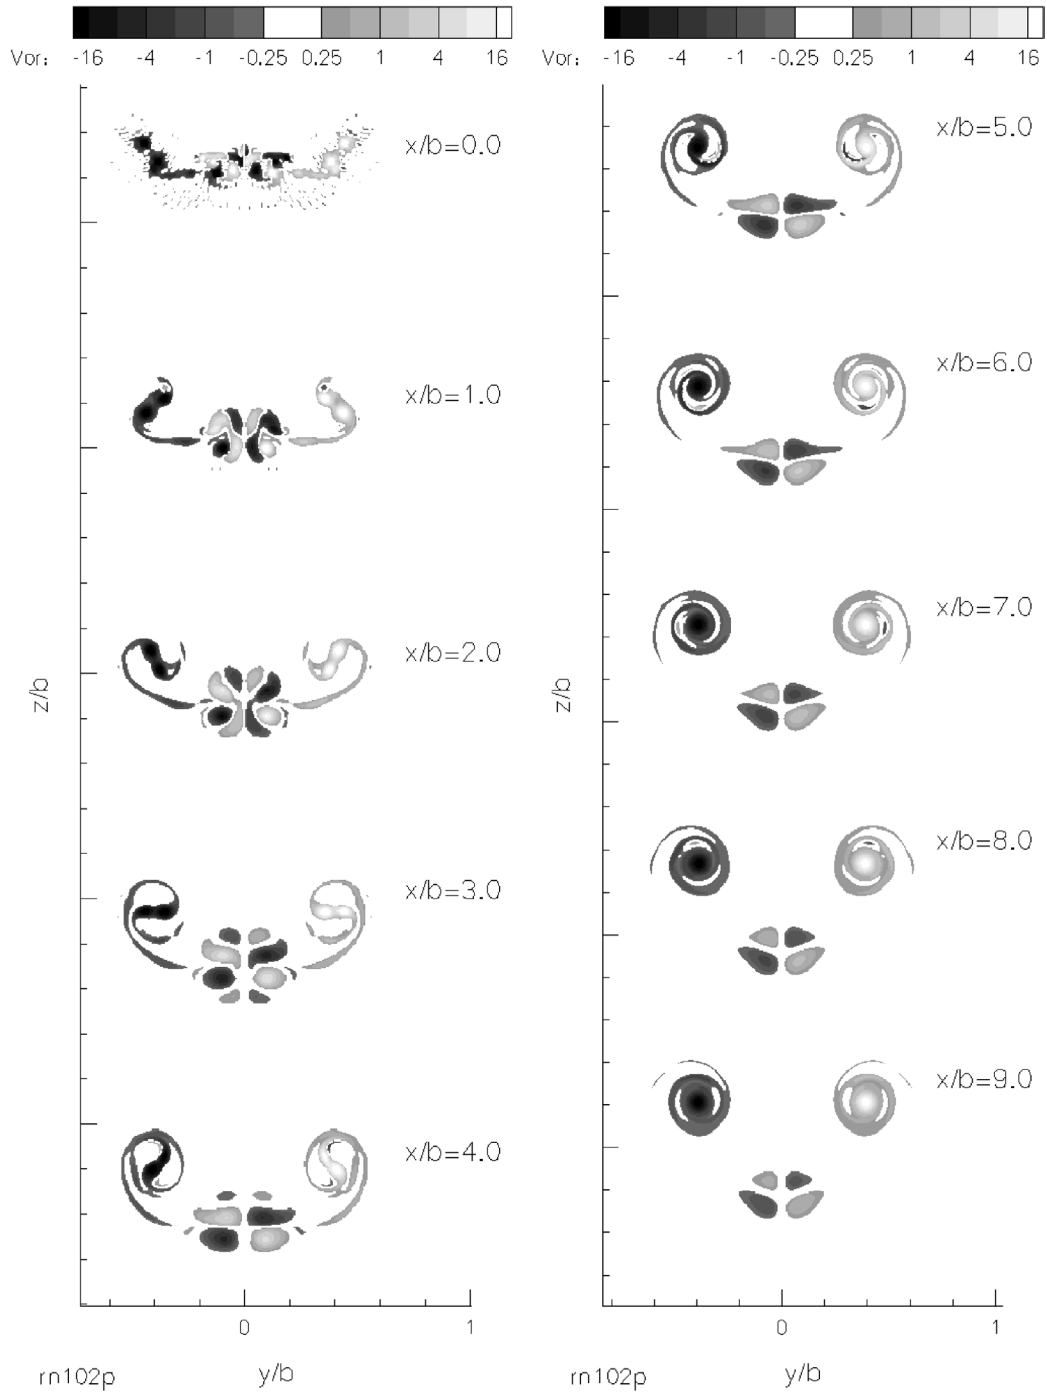 Vor: -16 -4 -1 -0.25 0.25 1 4 16
x/b=0.0
x/b=1.0
x/b=2.0
x/b=3.0
x/b=4.0
z/b
0 1
y/b
rn102p
Vor: -16 -4 -1 -0.25 0.25 1 4 16
x/b=5.0
x/b=6.0
x/b=7.0
x/b=8.0
x/b=9.0
z/b
0 1
y/b
rn102p